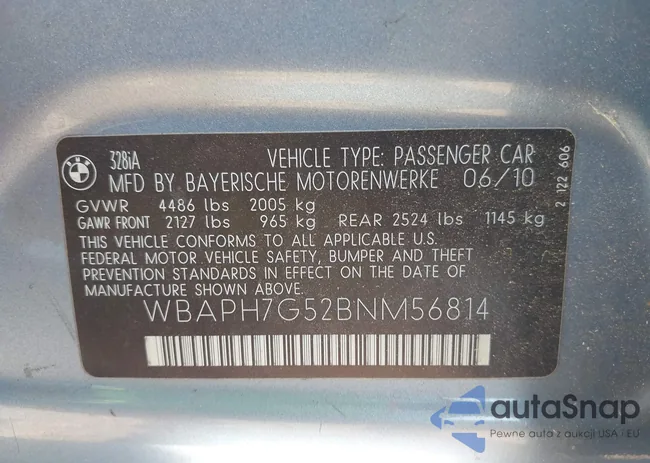 BMW
328iA
VEHICLE TYPE: PASSENGER CAR
MFD BY BAYERISCHE MOTORENWERKE 06/10
GVWR 4486 lbs 2005 kg
GAWR FRONT 2127 lbs 965 kg REAR 2524 lbs 1145 kg
THIS VEHICLE CONFORMS TO ALL APPLICABLE U.S.
FEDERAL MOTOR VEHICLE SAFETY, BUMPER AND THEFT
PREVENTION STANDARDS IN EFFECT ON THE DATE OF
MANUFACTURE SHOWN ABOVE.
WBAPH7G52BNM56814
2 122 606
autaSnap
Pewne auta z aukcji USA i EU